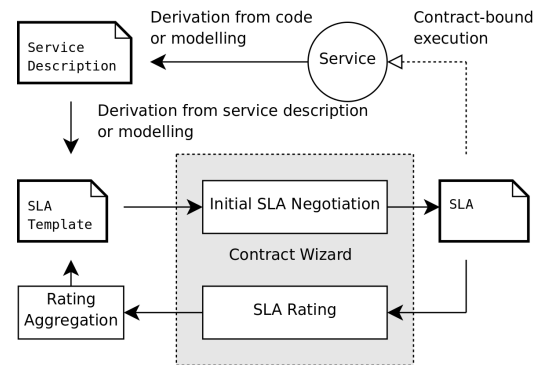 Derivation from code
or modelling
Contract-bound
execution
Service
Description
Service
Derivation from service description
or modelling
SLA
Template
Initial SLA Negotiation
SLA
Contract Wizard
Rating
Aggregation
SLA Rating